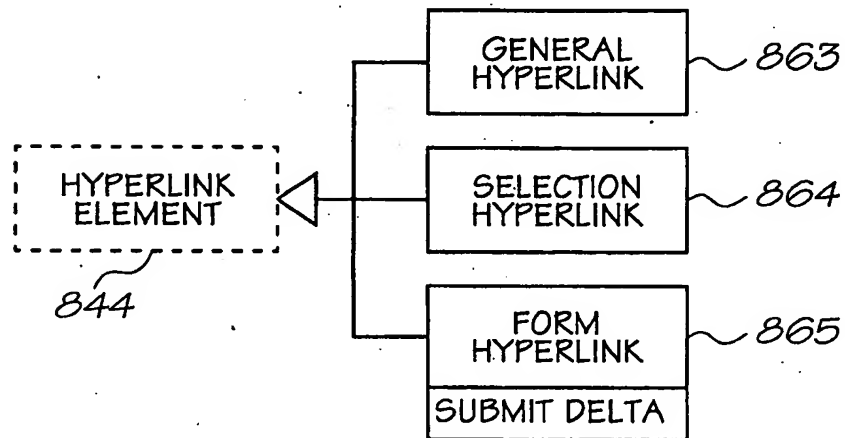 GENERAL
HYPERLINK
863
HYPERLINK
ELEMENT
844
SELECTION
HYPERLINK
864
FORM
HYPERLINK
865
SUBMIT DELTA